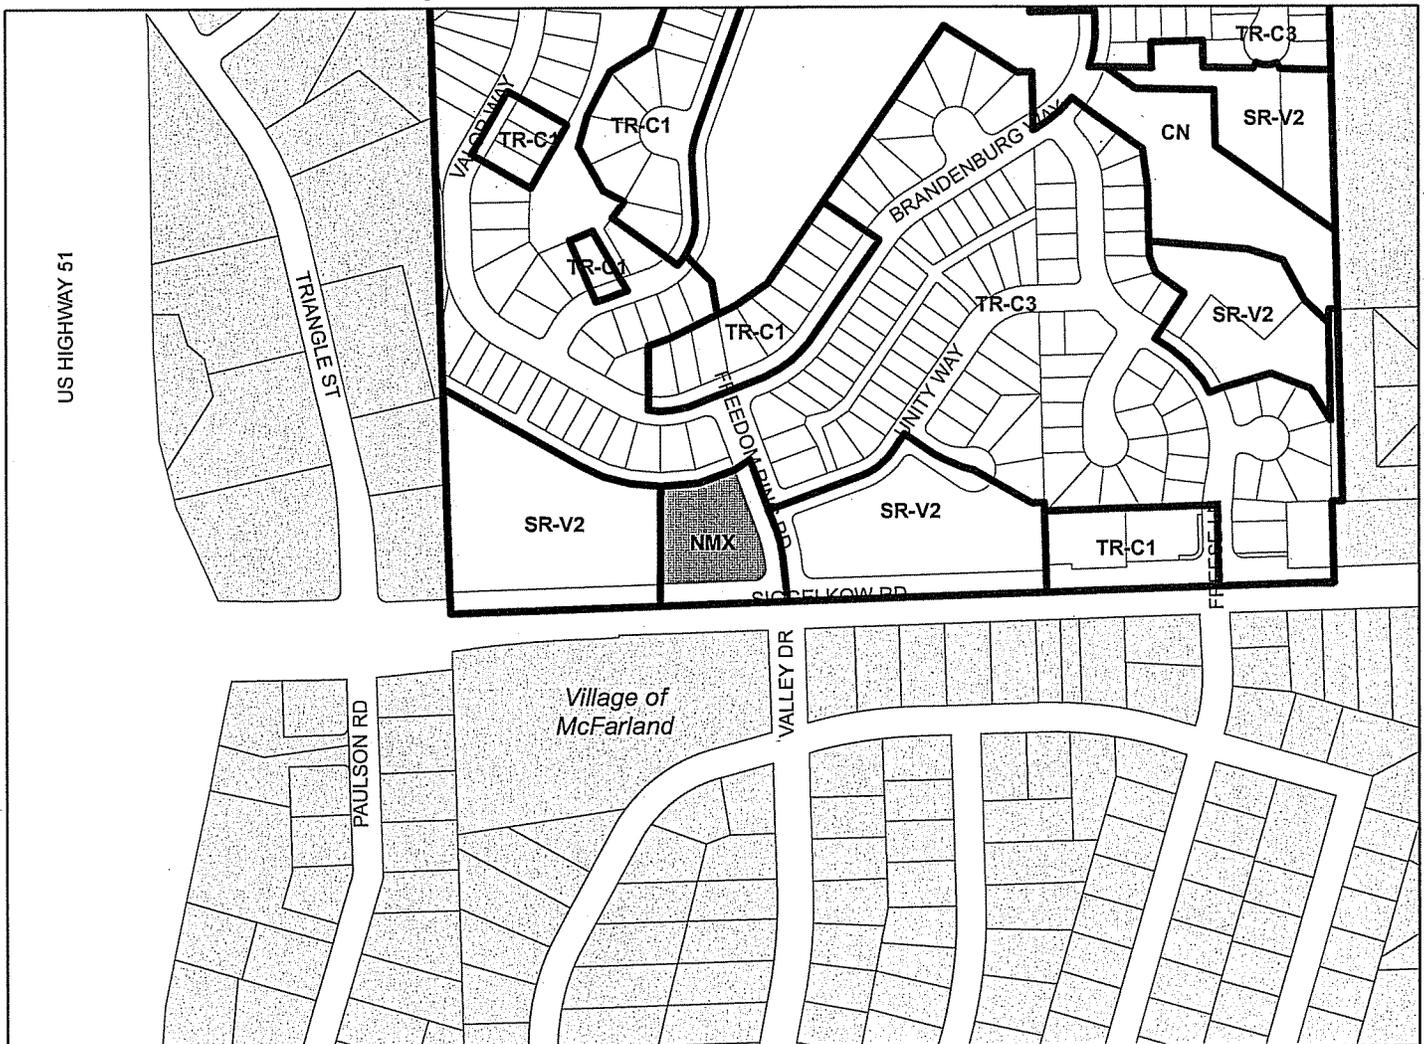 TR-C3
SR-V2
CN
TR-C1
TR-C1
VALOR WAY
BRANDENBURG WAY
TR-C1
US HIGHWAY 51
TRIANGLE ST
TR-C3
SR-V2
TR-C1
UNITY WAY
FREEDOM RING RD
SR-V2
NMX
SR-V2
TR-C1
SIGGELKOW RD
VALLEY DR
Village of
McFarland
PAULSON RD